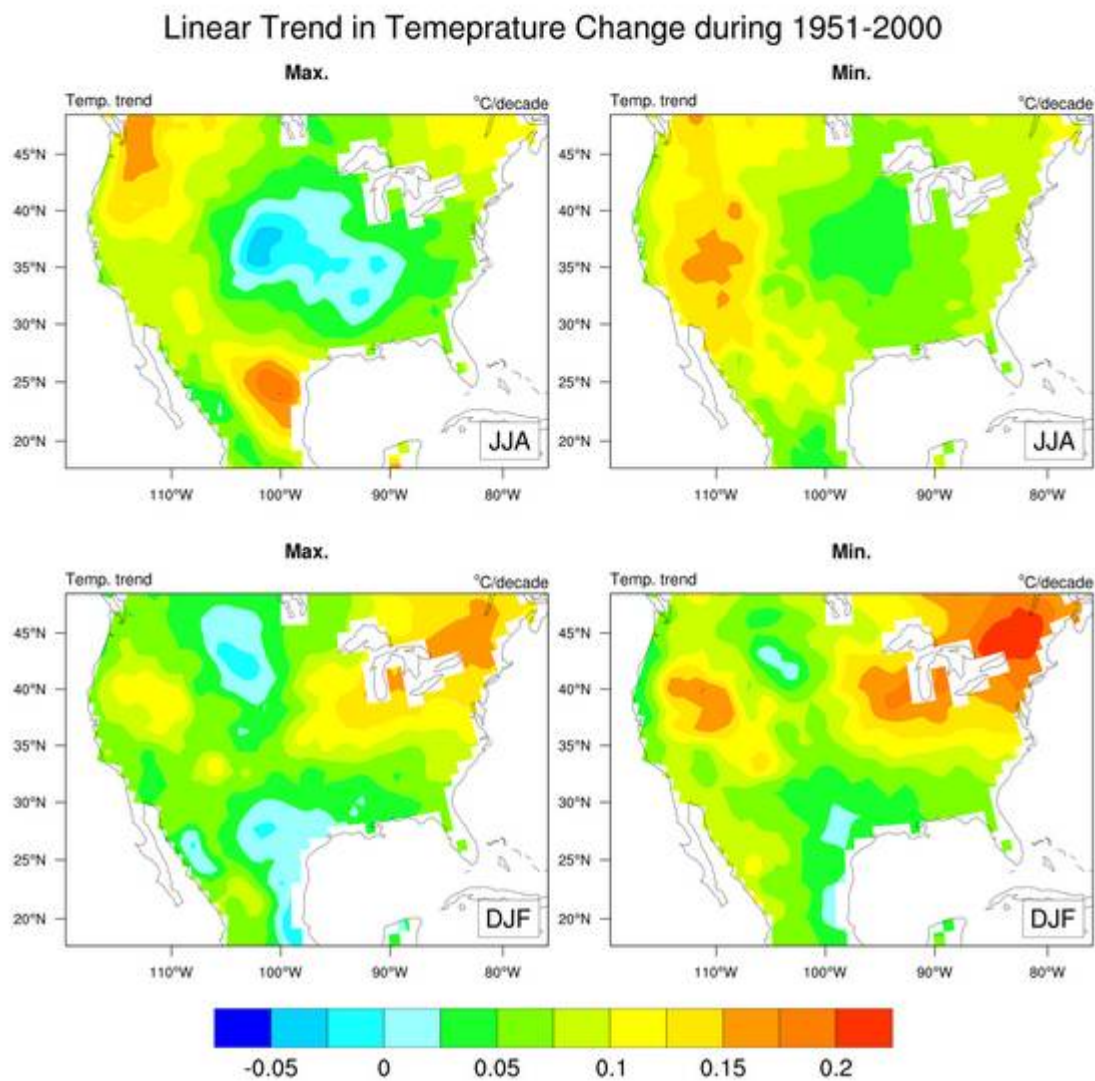 Linear Trend in Temeprature Change during 1951-2000
Max.
Temp. trend °C/decade
45°N
40°N
35°N
30°N
25°N
20°N
JJA
110°W 100°W 90°W 80°W
Min.
Temp. trend °C/decade
45°N
40°N
35°N
30°N
25°N
20°N
JJA
110°W 100°W 90°W 80°W
Max.
Temp. trend °C/decade
45°N
40°N
35°N
30°N
25°N
20°N
DJF
110°W 100°W 90°W 80°W
Min.
Temp. trend °C/decade
45°N
40°N
35°N
30°N
25°N
20°N
DJF
110°W 100°W 90°W 80°W
-0.05 0 0.05 0.1 0.15 0.2